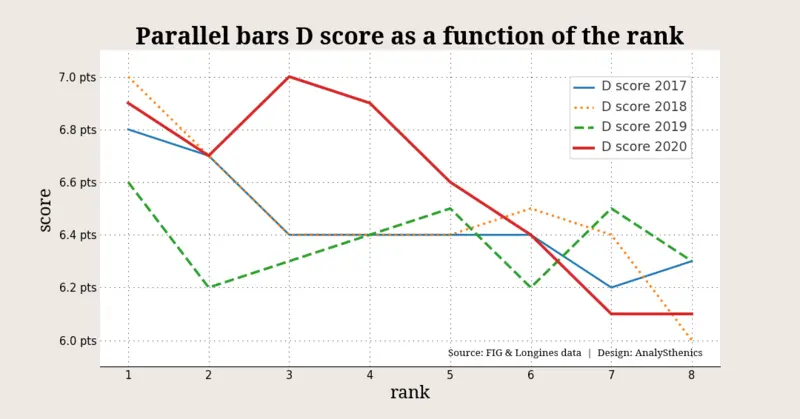 Parallel bars D score as a function of the rank
7.0 pts
6.8 pts
6.6 pts
6.4 pts
6.2 pts
6.0 pts
score
D score 2017
D score 2018
D score 2019
D score 2020
Source: FIG & Longines data | Design: AnalySthenics
1 2 3 4 5 6 7 8
rank